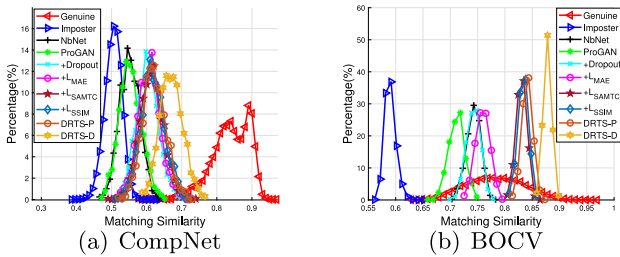 Percentage(%)
16
14
12
10
8
6
4
2
0
0.3 0.4 0.5 0.6 0.7 0.8 0.9
Matching Similarity
Genuine
Imposter
NbNet
ProGAN
+Dropout
+L_MAE
+L_SAMTC
+L_SSIM
DRTS-P
DRTS-D
(a) CompNet
Percentage(%)
60
50
40
30
20
10
0
0.55 0.6 0.65 0.7 0.75 0.8 0.85 0.9 0.95 1
Matching Similarity
Genuine
Imposter
NbNet
ProGAN
+Dropout
+L_MAE
+L_SAMTC
+L_SSIM
DRTS-P
DRTS-D
(b) BOCV